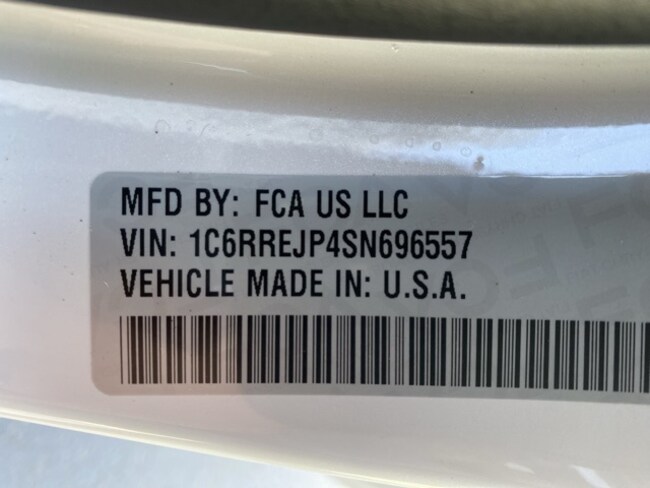 MFD BY: FCA US LLC
VIN: 1C6RREJP4SN696557
VEHICLE MADE IN: U.S.A.